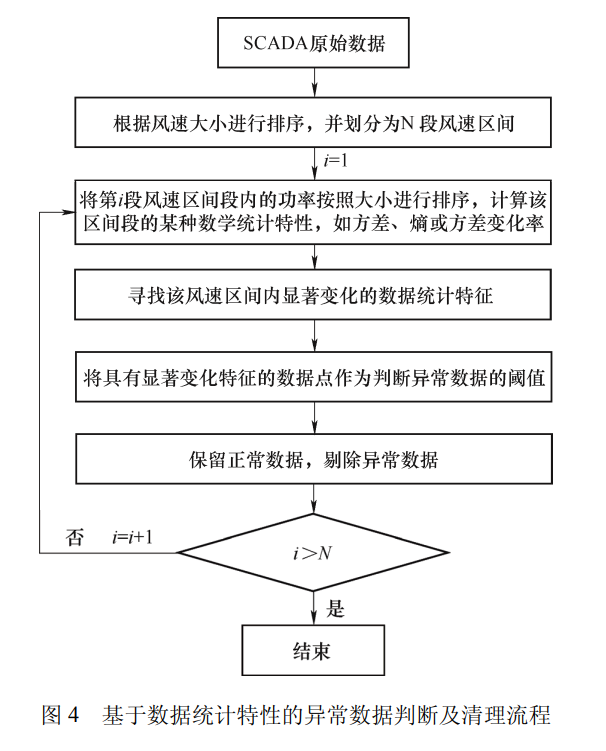 SCADA原始数据
根据风速大小进行排序，并划分为N 段风速区间
i=1
将第i段风速区间段内的功率按照大小进行排序，计算该
区间段的某种数学统计特性，如方差、熵或方差变化率
寻找该风速区间内显著变化的数据统计特征
将具有显著变化特征的数据点作为判断异常数据的阈值
保留正常数据，剔除异常数据
否 i=i+1
i＞N
是
结束
图 4 基于数据统计特性的异常数据判断及清理流程